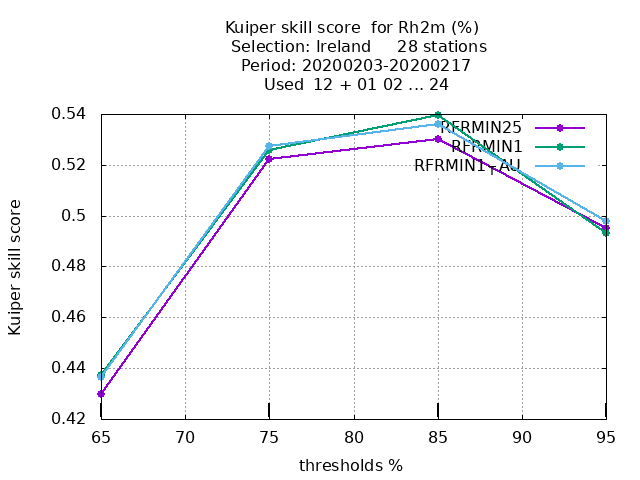 Kuiper skill score  for Rh2m (%)
Selection: Ireland     28 stations
Period: 20200203-20200217
Used  12 + 01 02 ... 24
RFRMIN25
RFRMIN1
RFRMIN1+AU
0.54
0.52
0.5
0.48
0.46
0.44
0.42
Kuiper skill score
65 70 75 80 85 90 95
thresholds %